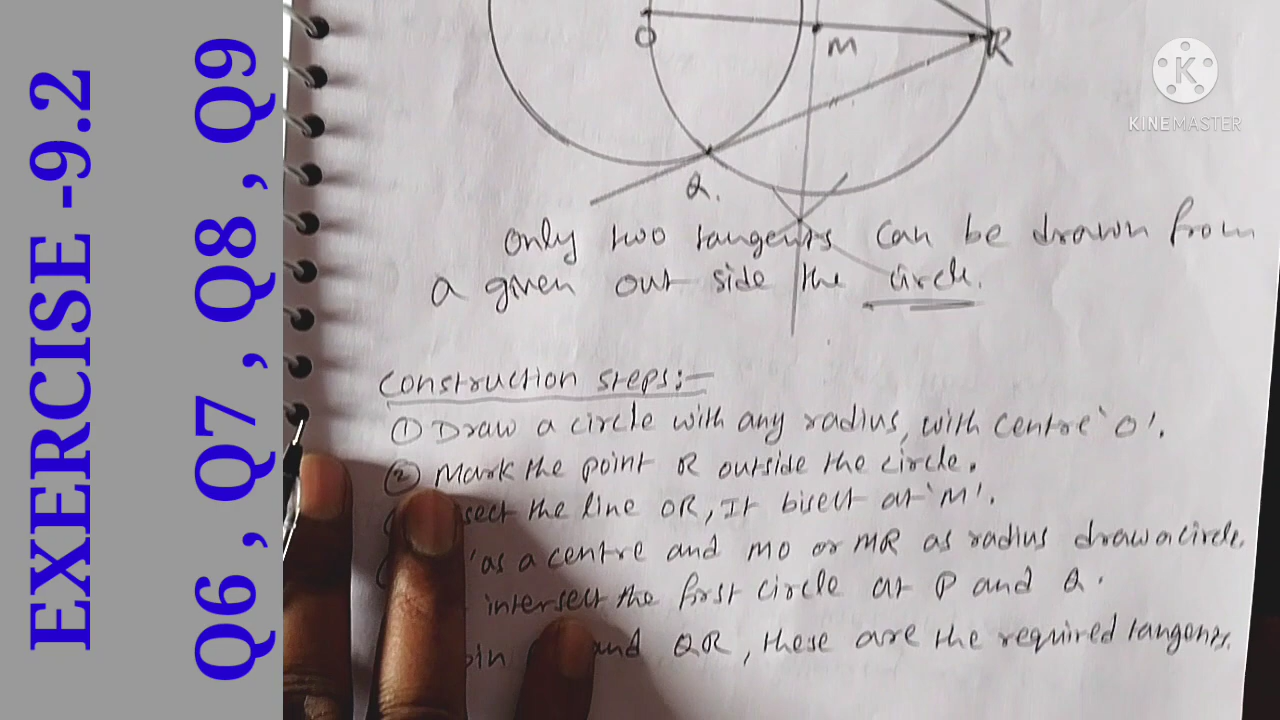 EXERCISE -9.2
Q6 , Q7 , Q8 , Q9
KINEMASTER
O
M
R
Q.
Only two tangents can be drawn from
a given out side the circle.
Construction steps:-
① Draw a circle with any radius, with centre 'O'.
② Mark the point R outside the circle.
sect the line OR, It bisect at 'M'.
' as a centre and MO or MR as radius draw a circle.
intersect the first circle at P and Q.
oin and QR, these are the required tangents.